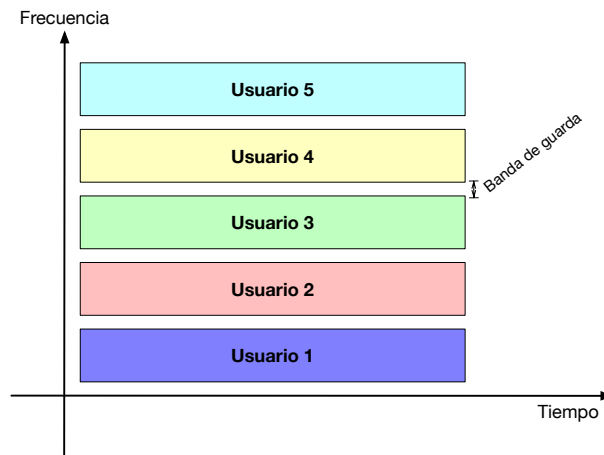 Frecuencia
Usuario 5
Usuario 4
Banda de guarda
Usuario 3
Usuario 2
Usuario 1
Tiempo